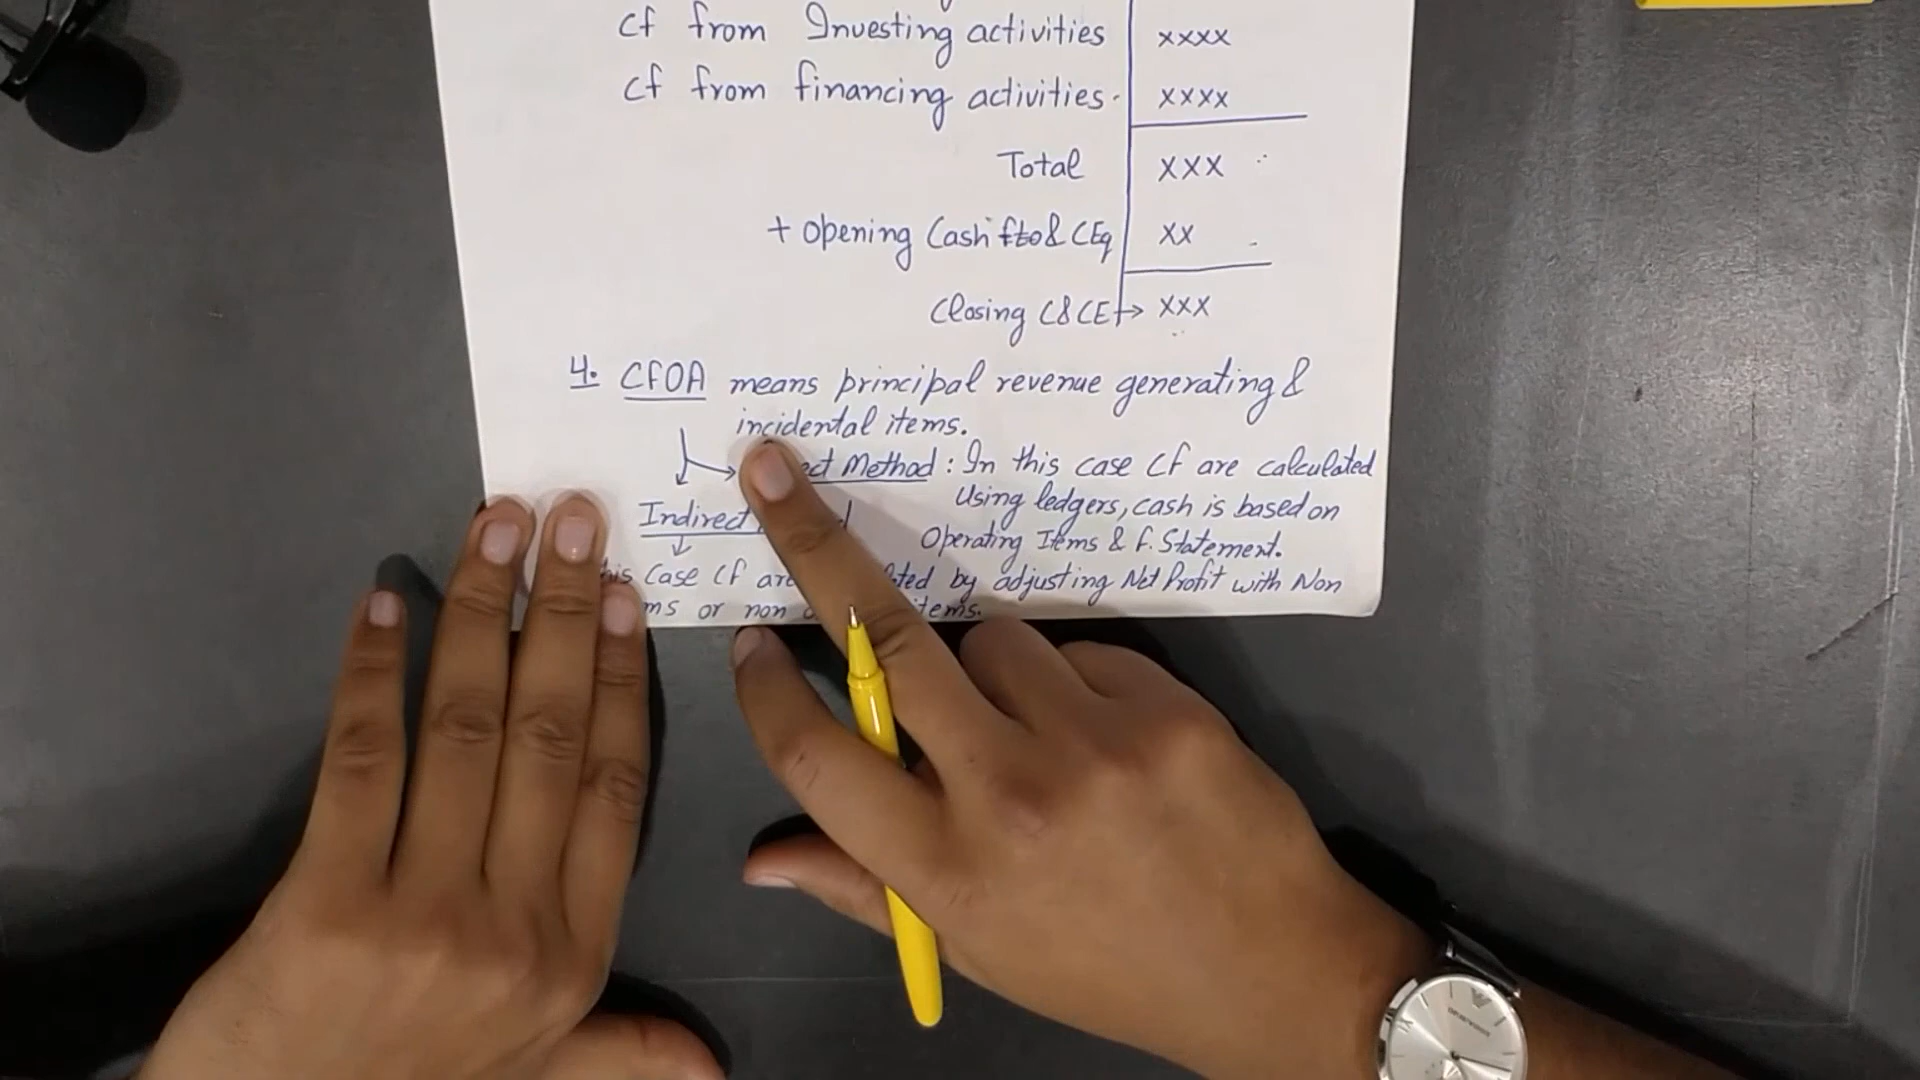 Cf from Investing activities xxxx
Cf from financing activities. xxxx
Total xxx
+ Opening Cash & CEq xx
Closing C&CE → xxx
4. CFOA means principal revenue generating &
incidental items.
Method : In this case Cf are calculated
Using ledgers, cash is based on
Indirect
Operating Items & f. Statement.
Case Cf are by adjusting Net Profit with Non
or non items.